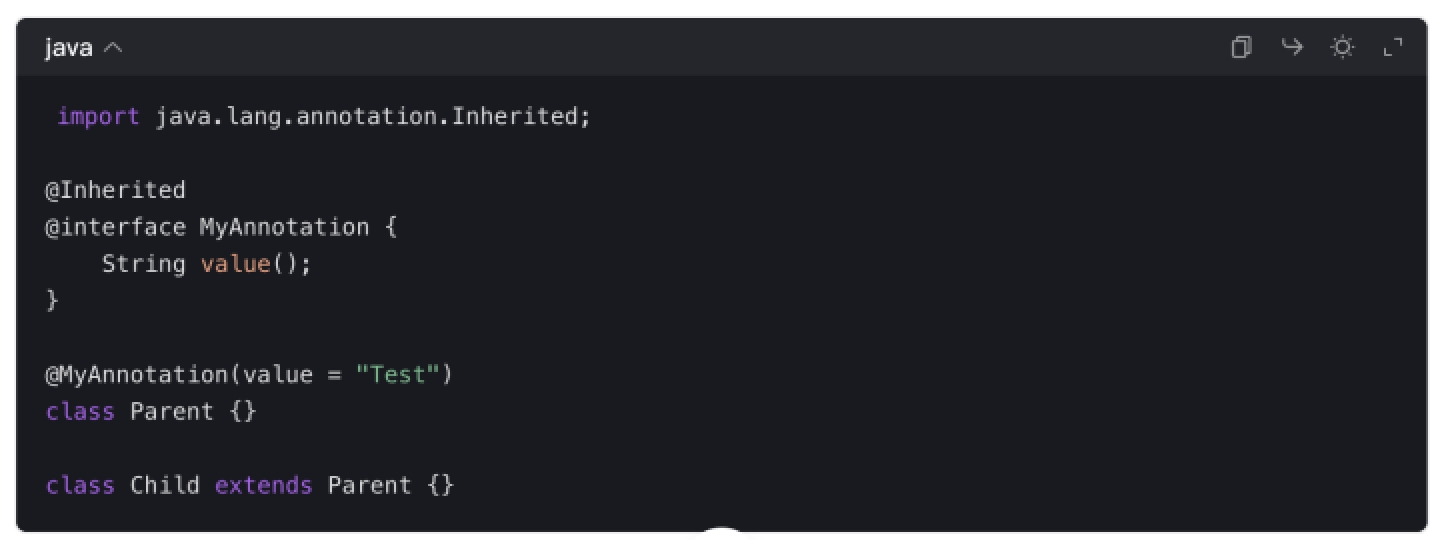 java
import java.lang.annotation.Inherited;
@Inherited
@interface MyAnnotation {
    String value();
}
@MyAnnotation(value = "Test")
class Parent {}
class Child extends Parent {}